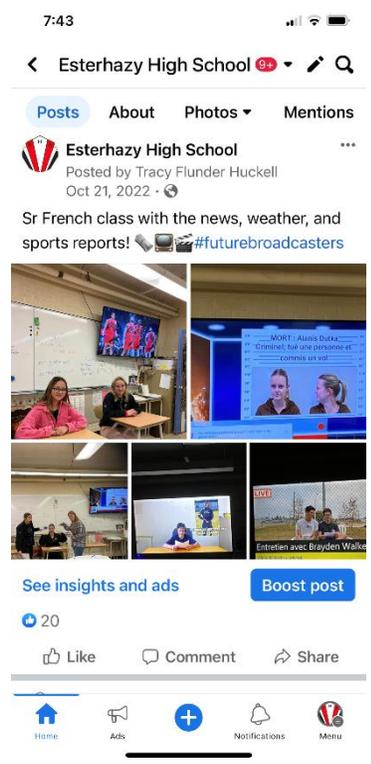 7:43
Esterhazy High School 9+
Posts About Photos Mentions
Esterhazy High School
Posted by Tracy Flunder Huckell
Oct 21, 2022 ·
Sr French class with the news, weather, and
sports reports! #futurebroadcasters
MORT : Alanis Dutka
Criminel; tué une personne et
commis un vol
LIVE
Entretien avec Brayden Walke
See insights and ads
Boost post
20
Like Comment Share
Home Ads Notifications Menu